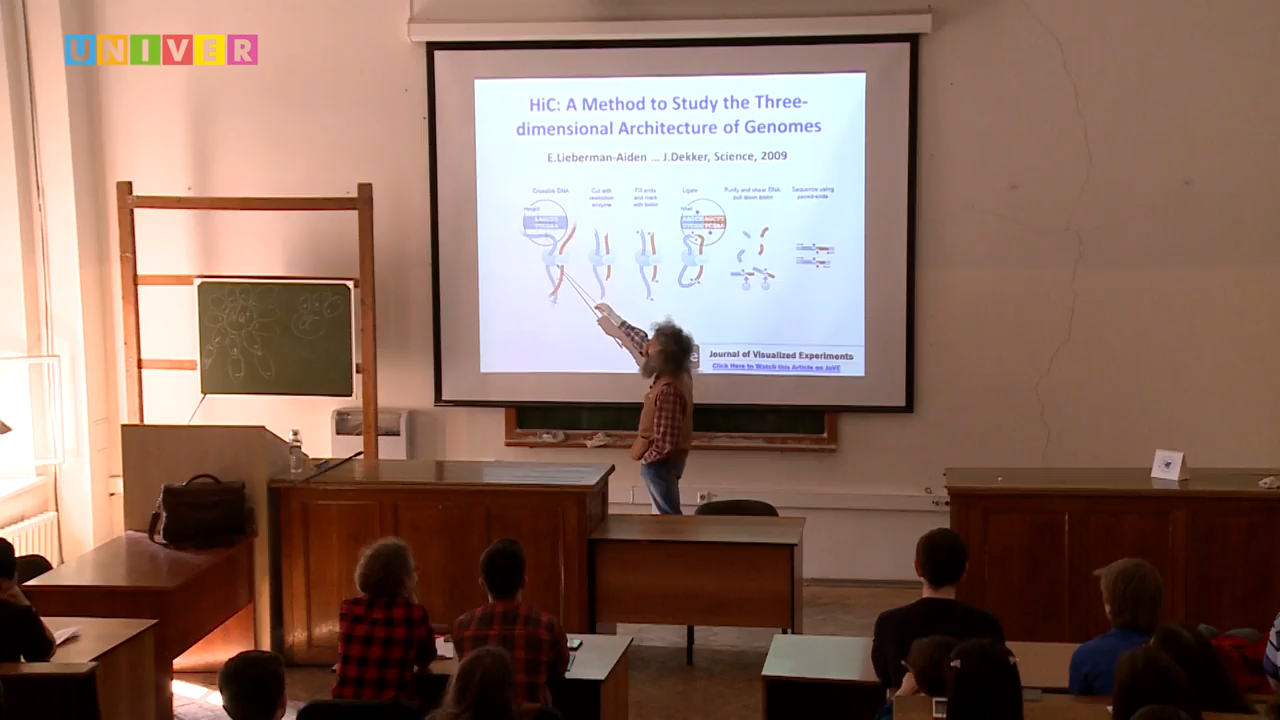 UNIVER
HiC: A Method to Study the Three-
dimensional Architecture of Genomes
E.Lieberman-Aiden ... J.Dekker, Science, 2009
Crosslink DNA
Cut with
restriction
enzyme
Fill ends
and mark
with biotin
Ligate
Purify and shear DNA;
pull down biotin
Sequence using
paired-ends
HindIII
NheI
Journal of Visualized Experiments
Click Here to Watch this Article on JoVE